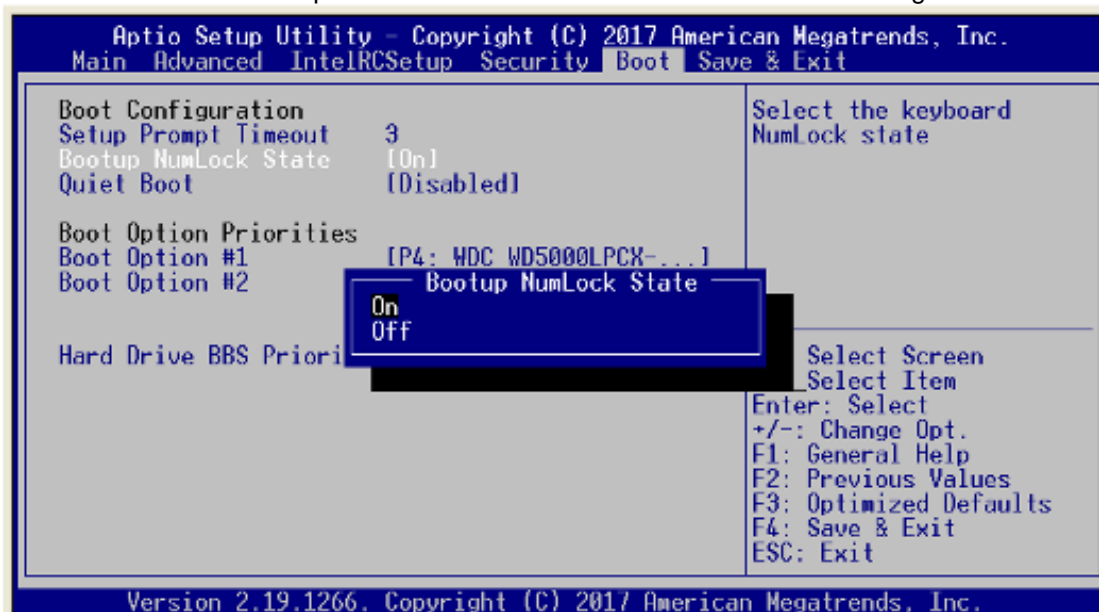 Aptio Setup Utility – Copyright (C) 2017 American Megatrends, Inc.
Main Advanced IntelRCSetup Security Boot Save & Exit
Boot Configuration
Setup Prompt Timeout 3
Bootup NumLock State [On]
Quiet Boot [Disabled]
Boot Option Priorities
Boot Option #1 [P4: WDC WD5000LPCX-...]
Boot Option #2
Hard Drive BBS Priori
Bootup NumLock State
On
Off
Select the keyboard
NumLock state
Select Screen
Select Item
Enter: Select
+/-: Change Opt.
F1: General Help
F2: Previous Values
F3: Optimized Defaults
F4: Save & Exit
ESC: Exit
Version 2.19.1266. Copyright (C) 2017 American Megatrends, Inc.